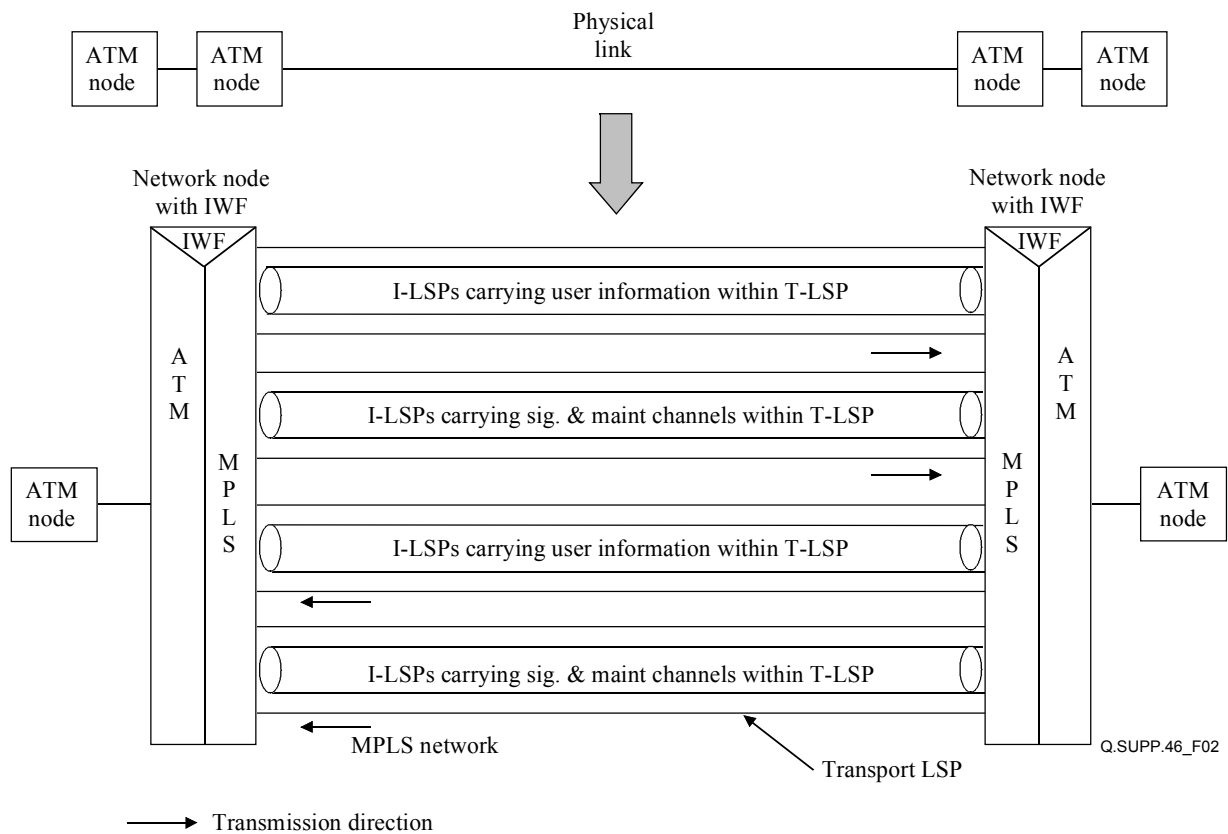 Physical
link
ATM
node
ATM
node
ATM
node
ATM
node
Network node
with IWF
Network node
with IWF
IWF
IWF
I-LSPs carrying user information within T-LSP
A
T
M
A
T
M
I-LSPs carrying sig. & maint channels within T-LSP
M
P
L
S
M
P
L
S
ATM
node
ATM
node
I-LSPs carrying user information within T-LSP
I-LSPs carrying sig. & maint channels within T-LSP
MPLS network
Transport LSP
Q.SUPP.46_F02
Transmission direction